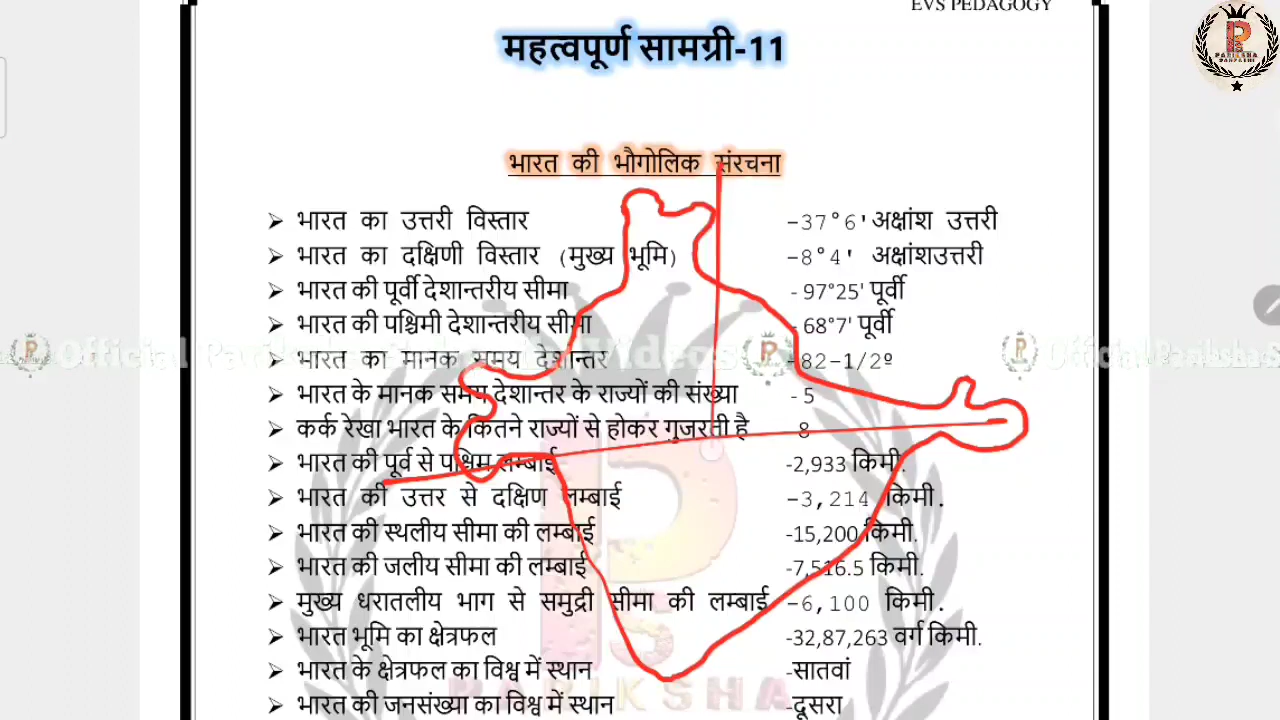 EVS PEDAGOGY
PARIKSHA
महत्वपूर्ण सामग्री-11
भारत की भौगोलिक संरचना
➢ भारत का उत्तरी विस्तार -37°6' अक्षांश उत्तरी
➢ भारत का दक्षिणी विस्तार (मुख्य भूमि) -8°4' अक्षांशउत्तरी
➢ भारत की पूर्वी देशान्तरीय सीमा - 97°25' पूर्वी
➢ भारत की पश्चिमी देशान्तरीय सीमा - 68°7' पूर्वी
➢ भारत का मानक समय देशान्तर -82-1/2º
➢ भारत के मानक समय देशान्तर के राज्यों की संख्या - 5
➢ कर्क रेखा भारत के कितने राज्यों से होकर गुजरती है 8
➢ भारत की पूर्व से पश्चिम लम्बाई -2,933 किमी.
➢ भारत की उत्तर से दक्षिण लम्बाई -3,214 किमी.
➢ भारत की स्थलीय सीमा की लम्बाई -15,200 किमी.
➢ भारत की जलीय सीमा की लम्बाई -7,516.5 किमी.
➢ मुख्य धरातलीय भाग से समुद्री सीमा की लम्बाई -6,100 किमी.
➢ भारत भूमि का क्षेत्रफल -32,87,263 वर्ग किमी.
➢ भारत के क्षेत्रफल का विश्व में स्थान -सातवां
PARIKSHA
➢ भारत की जनसंख्या का विश्व में स्थान -दूसरा